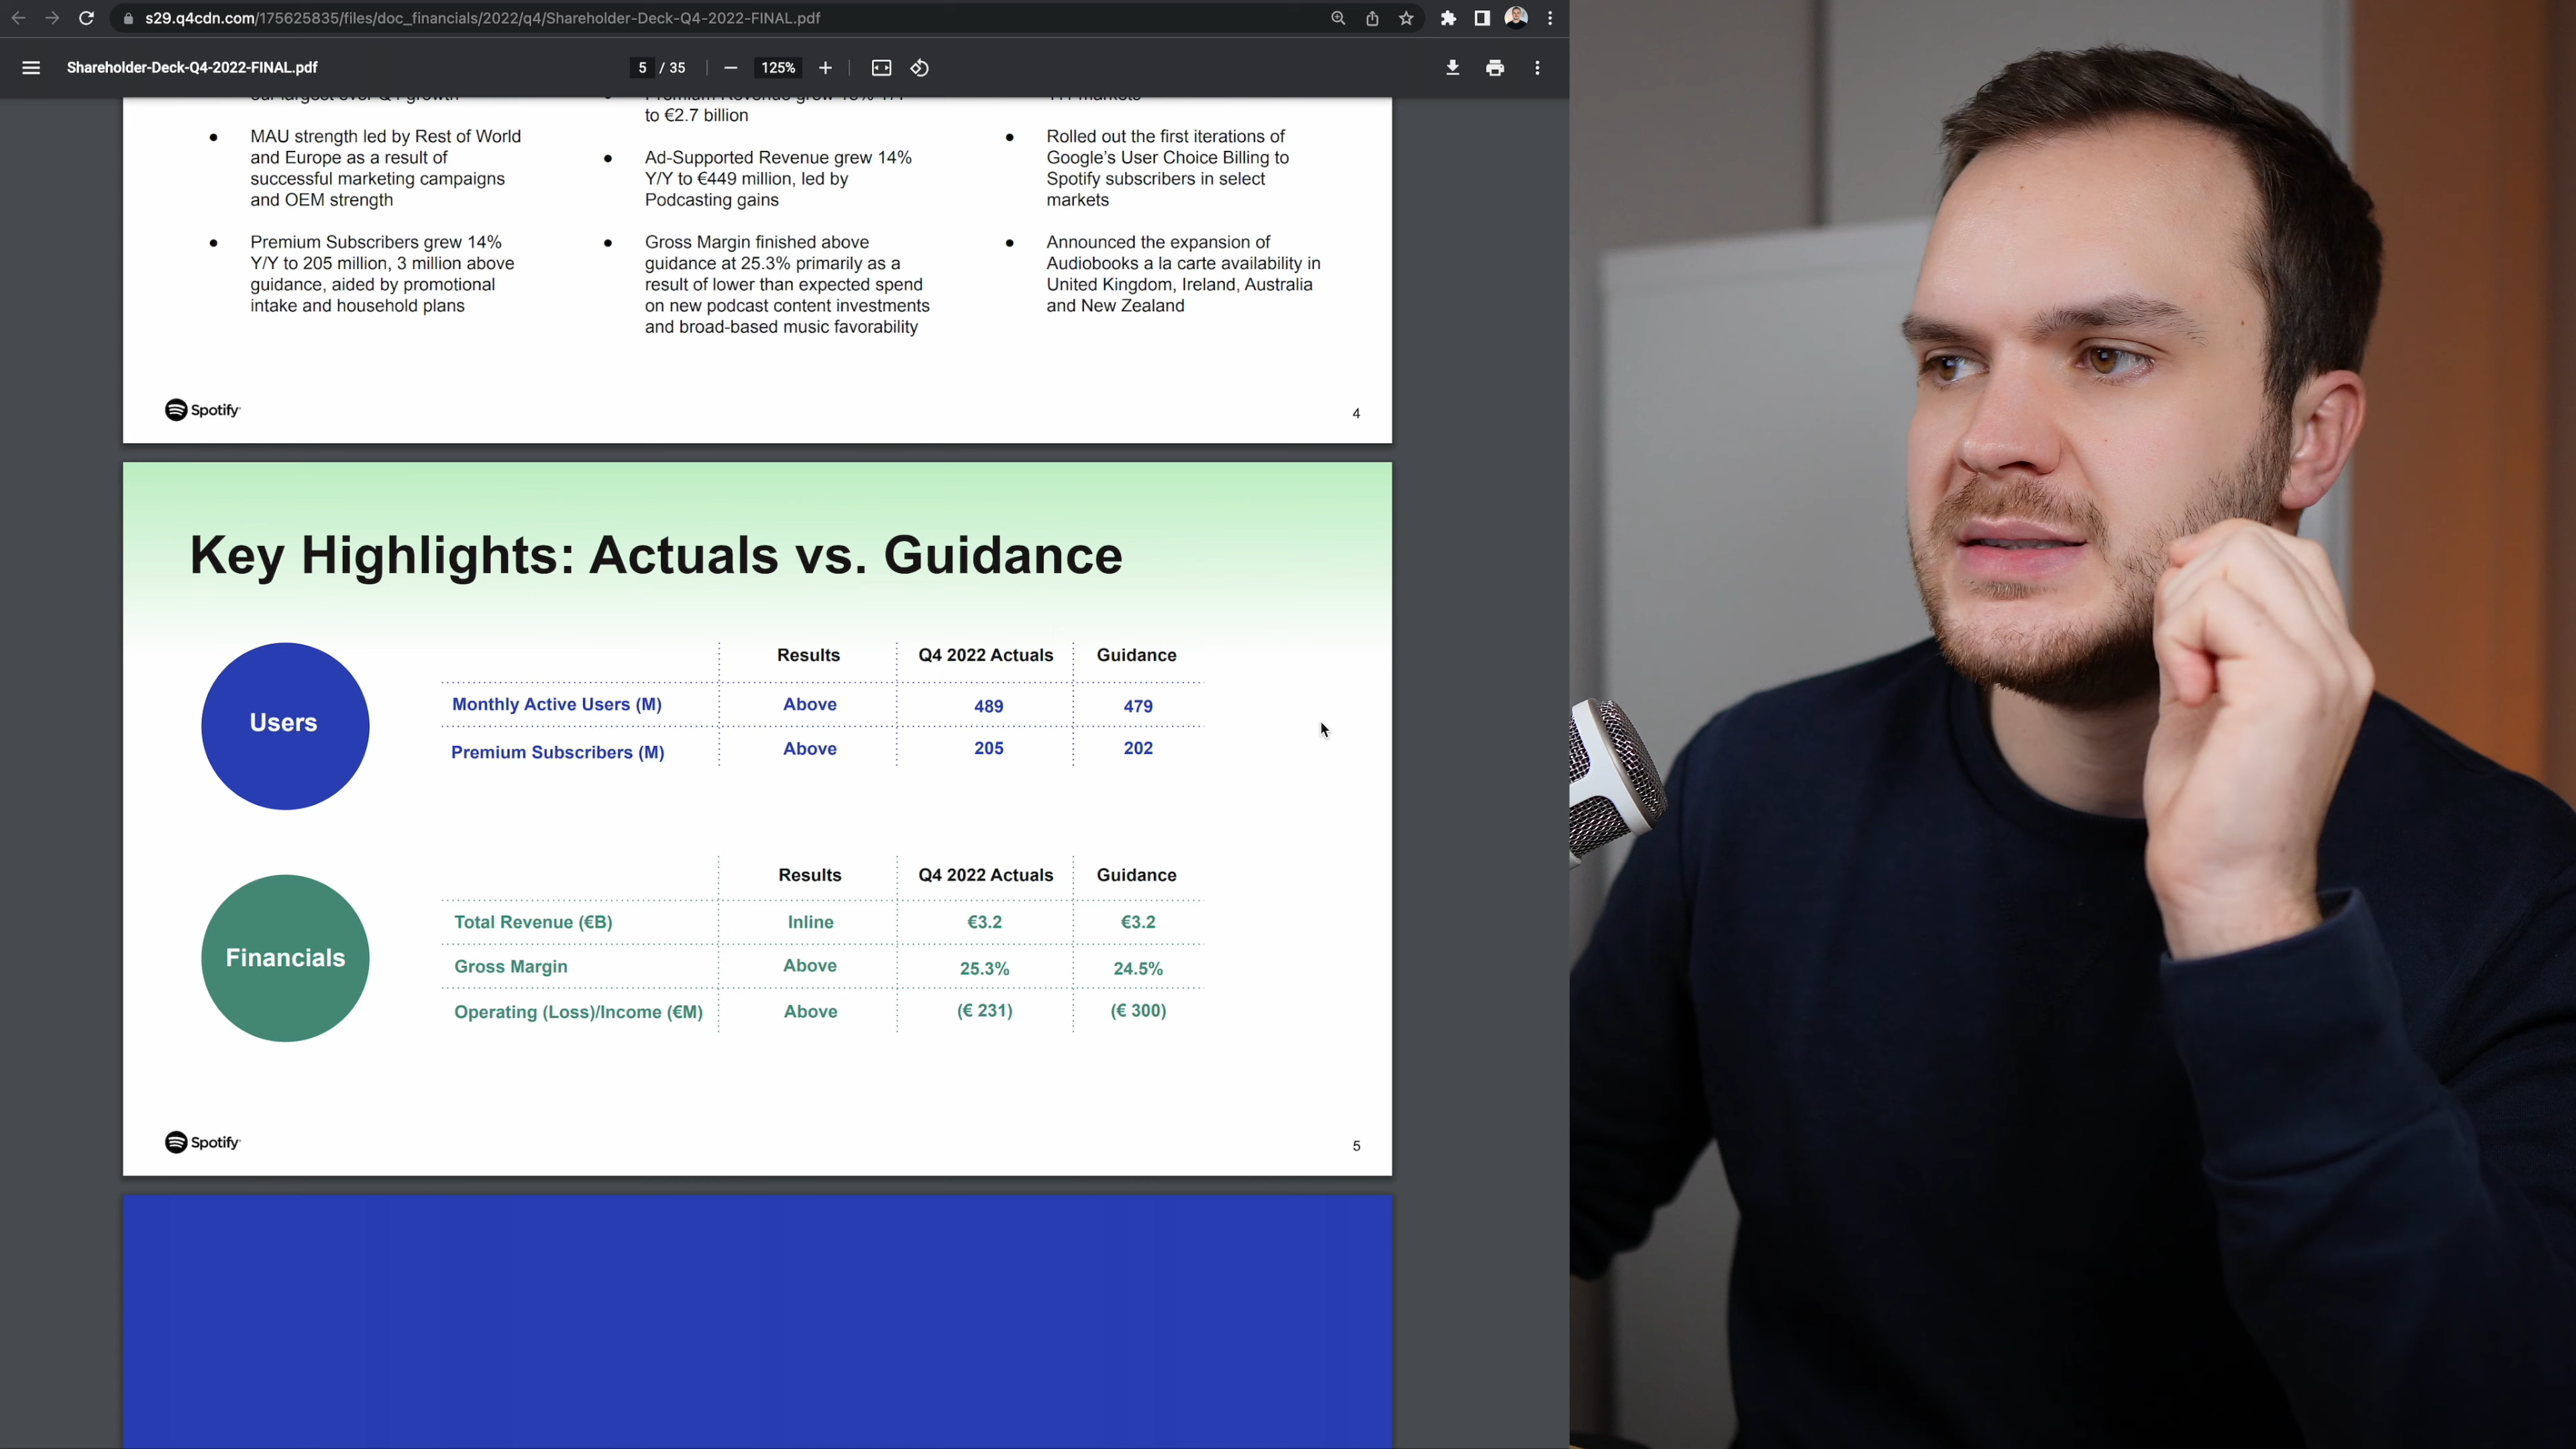 s29.q4cdn.com/175625835/files/doc_financials/2022/q4/Shareholder-Deck-Q4-2022-FINAL.pdf
Shareholder-Deck-Q4-2022-FINAL.pdf
5 / 35
125%
to €2.7 billion
MAU strength led by Rest of World
and Europe as a result of
successful marketing campaigns
and OEM strength
Premium Subscribers grew 14%
Y/Y to 205 million, 3 million above
guidance, aided by promotional
intake and household plans
Ad-Supported Revenue grew 14%
Y/Y to €449 million, led by
Podcasting gains
Gross Margin finished above
guidance at 25.3% primarily as a
result of lower than expected spend
on new podcast content investments
and broad-based music favorability
Rolled out the first iterations of
Google's User Choice Billing to
Spotify subscribers in select
markets
Announced the expansion of
Audiobooks a la carte availability in
United Kingdom, Ireland, Australia
and New Zealand
Spotify
4
Key Highlights: Actuals vs. Guidance
Users
Results Q4 2022 Actuals Guidance
Monthly Active Users (M) Above 489 479
Premium Subscribers (M) Above 205 202
Financials
Results Q4 2022 Actuals Guidance
Total Revenue (€B) Inline €3.2 €3.2
Gross Margin Above 25.3% 24.5%
Operating (Loss)/Income (€M) Above (€ 231) (€ 300)
Spotify
5